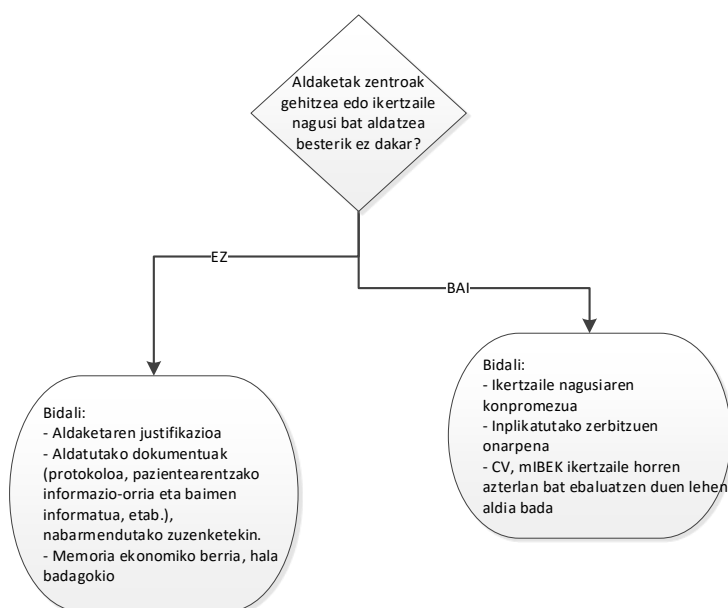 Aldaketak zentroak
gehitzea edo ikertzaile
nagusi bat aldatzea
besterik ez dakar?
EZ
BAI
Bidali:
- Aldaketaren justifikazioa
- Aldatutako dokumentuak
(protokoloa, pazientearentzako
informazio-orria eta baimen
informatua, etab.),
nabarmendutako zuzenketekin.
- Memoria ekonomiko berria, hala
badagokio
Bidali:
- Ikertzaile nagusiaren
konpromezua
- Inplikatutako zerbitzuen
onarpena
- CV, mIBEK ikertzaile horren
azterlan bat ebaluatzen duen lehen
aldia bada